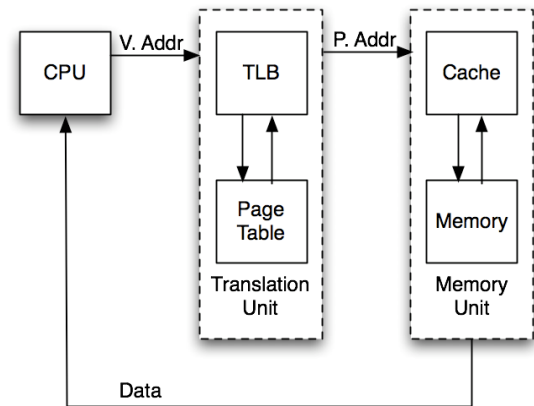 V. Addr
P. Addr
CPU
TLB
Cache
Page
Table
Memory
Translation
Unit
Memory
Unit
Data